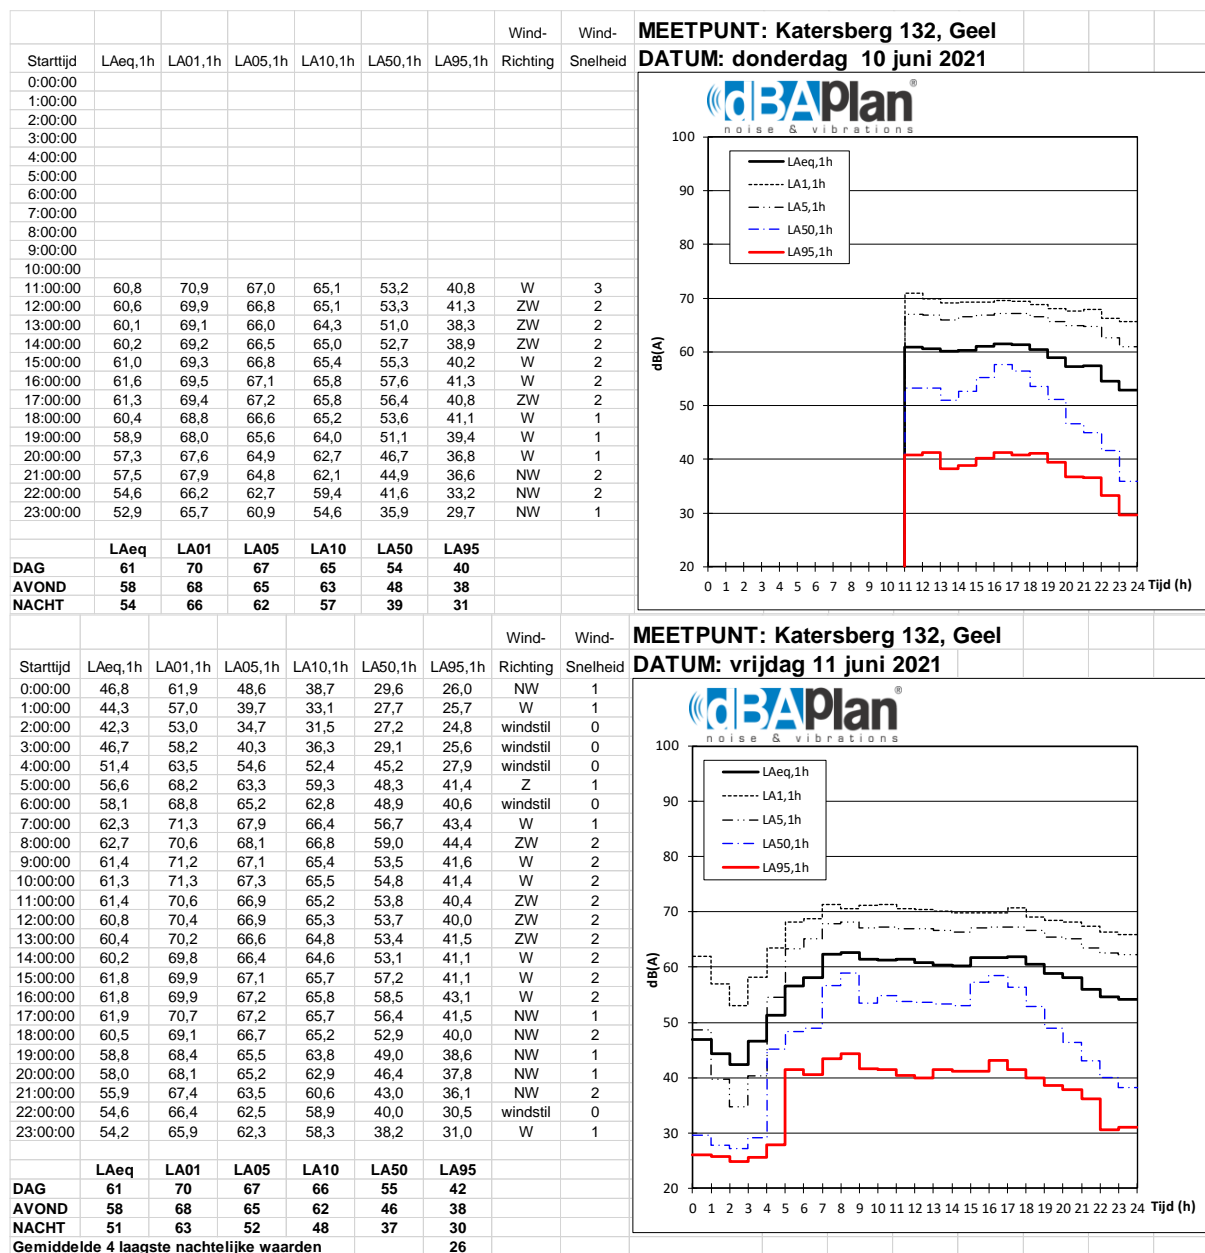 Wind- Wind- MEETPUNT: Katersberg 132, Geel
Starttijd LAeq,1h LA01,1h LA05,1h LA10,1h LA50,1h LA95,1h Richting Snelheid DATUM: donderdag 10 juni 2021
0:00:00
1:00:00
2:00:00
3:00:00
4:00:00
5:00:00
6:00:00
7:00:00
8:00:00
9:00:00
10:00:00
11:00:00 60,8 70,9 67,0 65,1 53,2 40,8 W 3
12:00:00 60,6 69,9 66,8 65,1 53,3 41,3 ZW 2
13:00:00 60,1 69,1 66,0 64,3 51,0 38,3 ZW 2
14:00:00 60,2 69,2 66,5 65,0 52,7 38,9 ZW 2
15:00:00 61,0 69,3 66,8 65,4 55,3 40,2 W 2
16:00:00 61,6 69,5 67,1 65,8 57,6 41,3 W 2
17:00:00 61,3 69,4 67,2 65,8 56,4 40,8 ZW 2
18:00:00 60,4 68,8 66,6 65,2 53,6 41,1 W 1
19:00:00 58,9 68,0 65,6 64,0 51,1 39,4 W 1
20:00:00 57,3 67,6 64,9 62,7 46,7 36,8 W 1
21:00:00 57,5 67,9 64,8 62,1 44,9 36,6 NW 2
22:00:00 54,6 66,2 62,7 59,4 41,6 33,2 NW 2
23:00:00 52,9 65,7 60,9 54,6 35,9 29,7 NW 1
LAeq LA01 LA05 LA10 LA50 LA95
DAG 61 70 67 65 54 40
AVOND 58 68 65 63 48 38
NACHT 54 66 62 57 39 31
dBAPlan®
noise & vibrations
100
90
80
70
60
50
40
30
20
dB(A)
LAeq,1h
LA1,1h
LA5,1h
LA50,1h
LA95,1h
0 1 2 3 4 5 6 7 8 9 10 11 12 13 14 15 16 17 18 19 20 21 22 23 24 Tijd (h)
Wind- Wind- MEETPUNT: Katersberg 132, Geel
Starttijd LAeq,1h LA01,1h LA05,1h LA10,1h LA50,1h LA95,1h Richting Snelheid DATUM: vrijdag 11 juni 2021
0:00:00 46,8 61,9 48,6 38,7 29,6 26,0 NW 1
1:00:00 44,3 57,0 39,7 33,1 27,7 25,7 W 1
2:00:00 42,3 53,0 34,7 31,5 27,2 24,8 windstil 0
3:00:00 46,7 58,2 40,3 36,3 29,1 25,6 windstil 0
4:00:00 51,4 63,5 54,6 52,4 45,2 27,9 windstil 0
5:00:00 56,6 68,2 63,3 59,3 48,3 41,4 Z 1
6:00:00 58,1 68,8 65,2 62,8 48,9 40,6 windstil 0
7:00:00 62,3 71,3 67,9 66,4 56,7 43,4 W 1
8:00:00 62,7 70,6 68,1 66,8 59,0 44,4 ZW 2
9:00:00 61,4 71,2 67,1 65,4 53,5 41,6 W 2
10:00:00 61,3 71,3 67,3 65,5 54,8 41,4 W 2
11:00:00 61,4 70,6 66,9 65,2 53,8 40,4 ZW 2
12:00:00 60,8 70,4 66,9 65,3 53,7 40,0 ZW 2
13:00:00 60,4 70,2 66,6 64,8 53,4 41,5 ZW 2
14:00:00 60,2 69,8 66,4 64,6 53,1 41,1 W 2
15:00:00 61,8 69,9 67,1 65,7 57,2 41,1 W 2
16:00:00 61,8 69,9 67,2 65,8 58,5 43,1 W 2
17:00:00 61,9 70,7 67,2 65,7 56,4 41,5 NW 1
18:00:00 60,5 69,1 66,7 65,2 52,9 40,0 NW 2
19:00:00 58,8 68,4 65,5 63,8 49,0 38,6 NW 1
20:00:00 58,0 68,1 65,2 62,9 46,4 37,8 NW 1
21:00:00 55,9 67,4 63,5 60,6 43,0 36,1 NW 2
22:00:00 54,6 66,4 62,5 58,9 40,0 30,5 windstil 0
23:00:00 54,2 65,9 62,3 58,3 38,2 31,0 W 1
LAeq LA01 LA05 LA10 LA50 LA95
DAG 61 70 67 66 55 42
AVOND 58 68 65 62 46 38
NACHT 51 63 52 48 37 30
Gemiddelde 4 laagste nachtelijke waarden 26
dBAPlan®
noise & vibrations
100
90
80
70
60
50
40
30
20
dB(A)
LAeq,1h
LA1,1h
LA5,1h
LA50,1h
LA95,1h
0 1 2 3 4 5 6 7 8 9 10 11 12 13 14 15 16 17 18 19 20 21 22 23 24 Tijd (h)